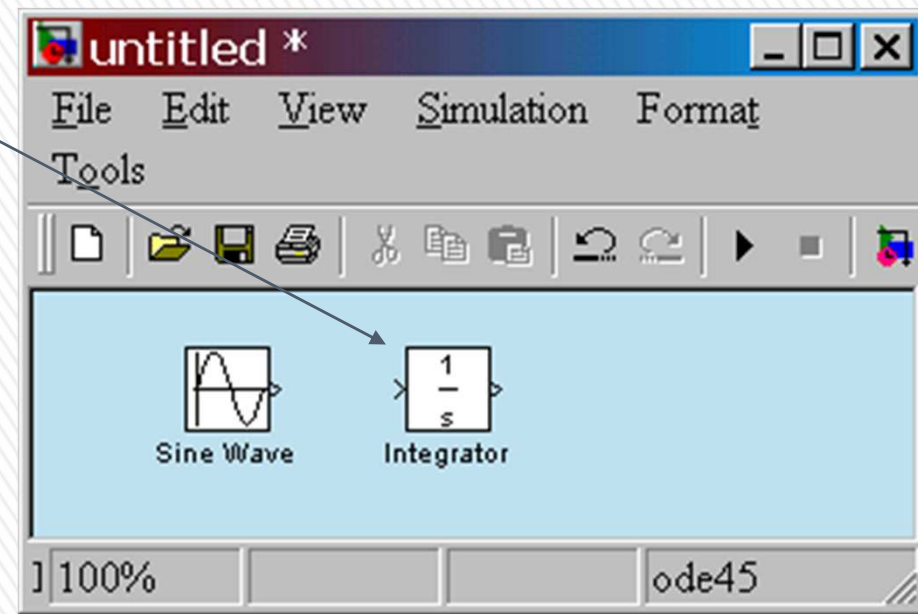 untitled *
File Edit View Simulation Format
Tools
1
s
Sine Wave Integrator
100% ode45